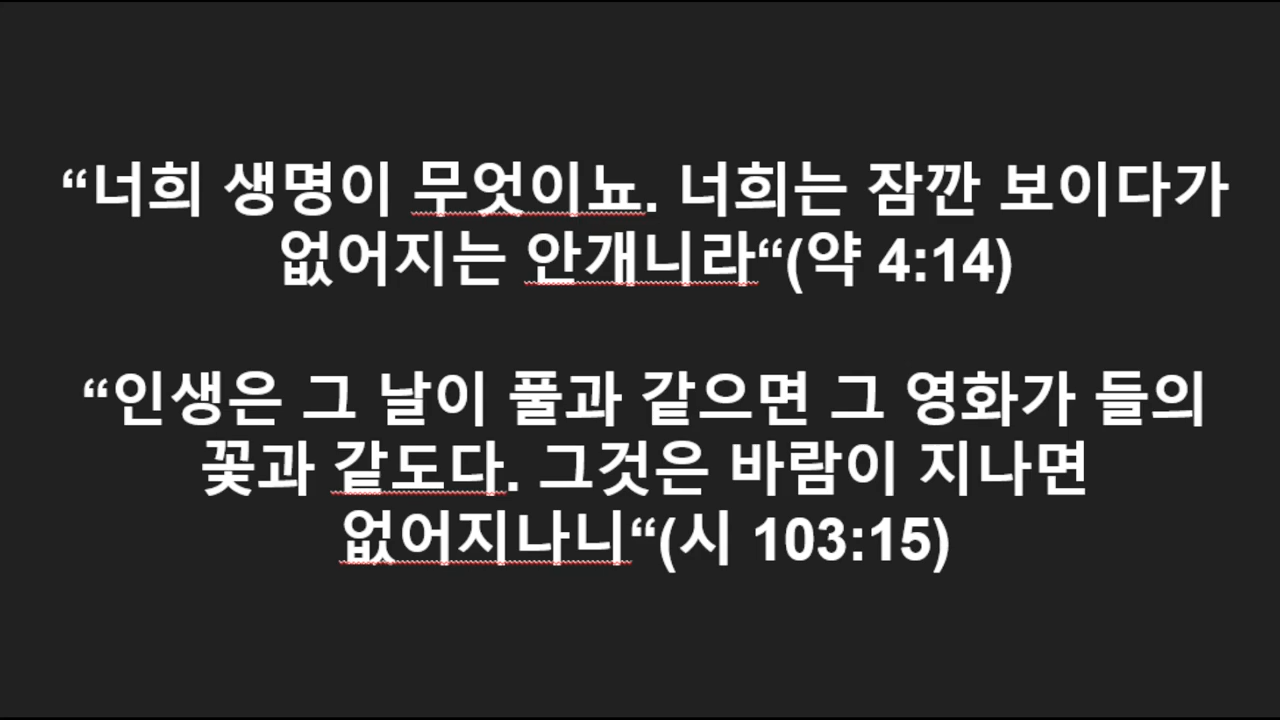 “너희 생명이 무엇이뇨. 너희는 잠깐 보이다가
없어지는 안개니라“(약 4:14)
“인생은 그 날이 풀과 같으면 그 영화가 들의
꽃과 같도다. 그것은 바람이 지나면
없어지나니“(시 103:15)